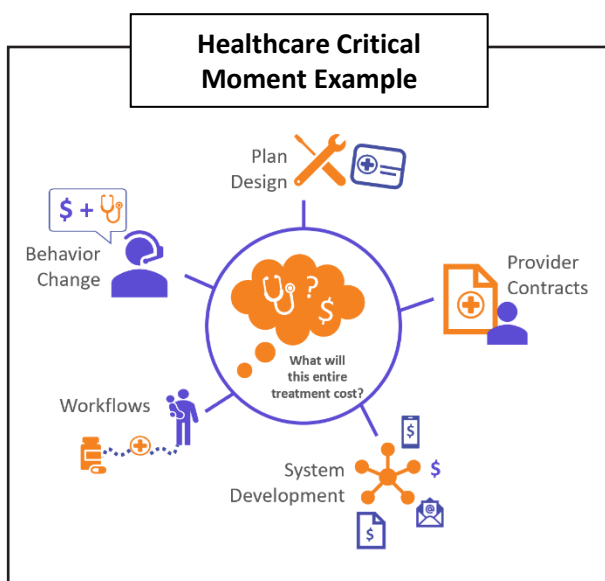 Healthcare Critical
Moment Example
Plan
Design
$ + 
Behavior
Change
Provider
Contracts
?
$
What will
this entire
treatment cost?
Workflows
$
System
Development
$
@
$